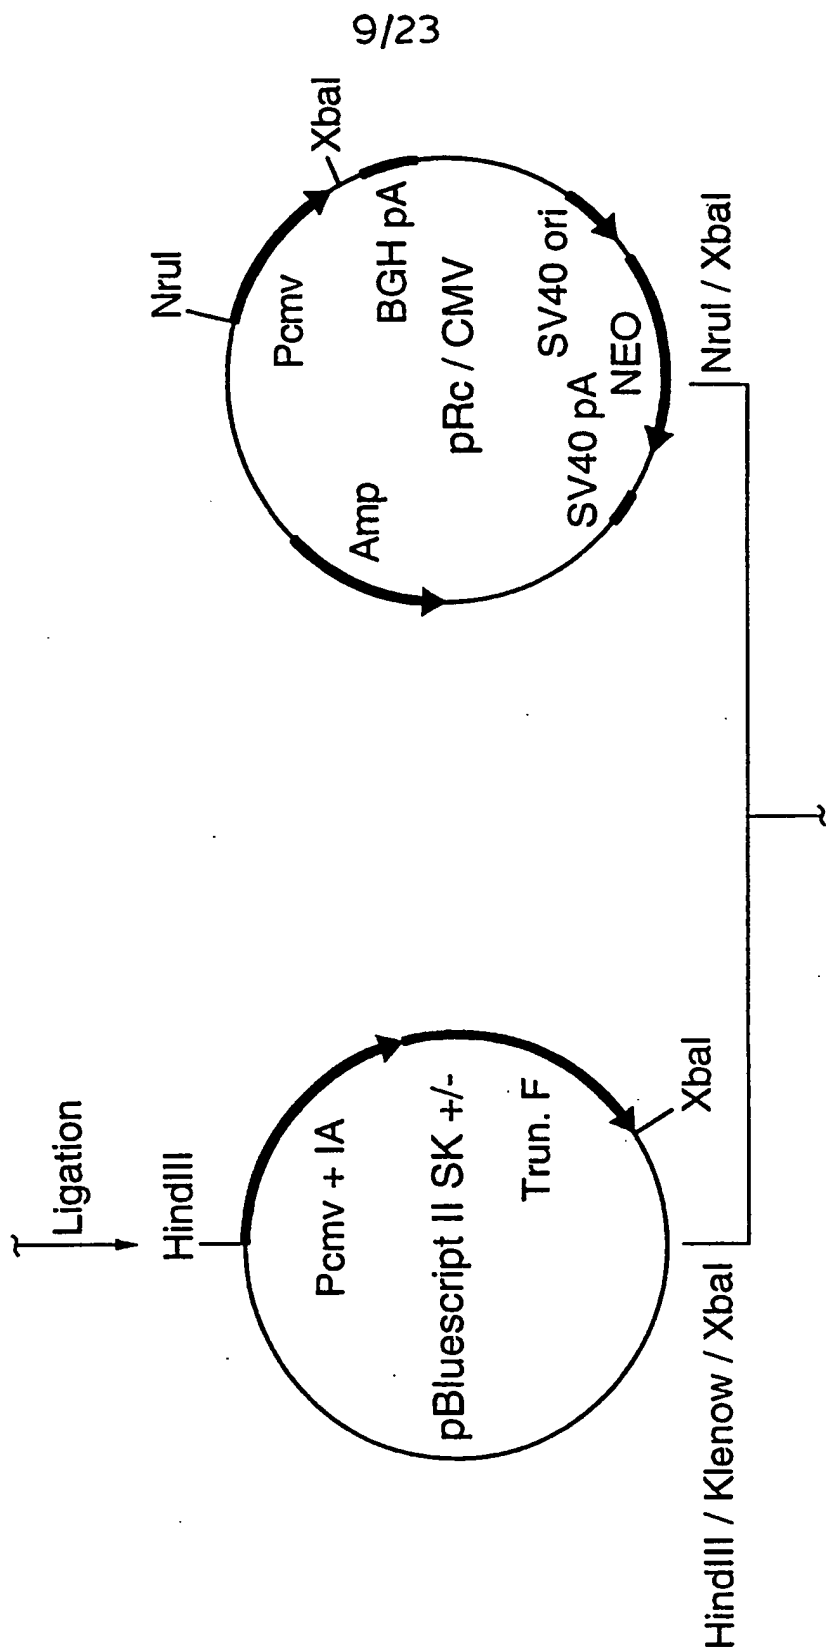 9/23
Ligation
HindIII
Pcmv + IA
pBluescript II SK +/-
Trun. F
XbaI
HindIII / Klenow / XbaI
NruI
XbaI
Pcmv
BGH pA
Amp
pRc / CMV
SV40 ori
SV40 pA
NEO
NruI / XbaI